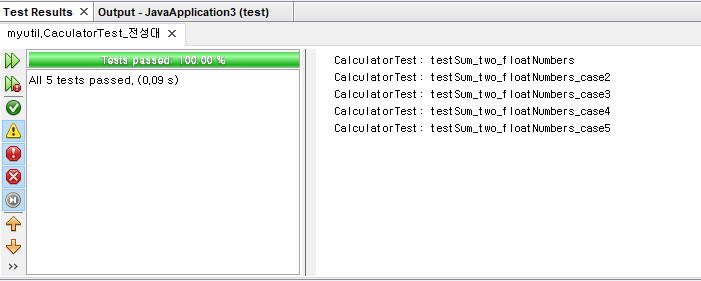 Test Results × Output - JavaApplication3 (test)
myutil.CaculatorTest_전성대 ×
Tests passed: 100.00 %
All 5 tests passed. (0.09 s)
CalculatorTest: testSum_two_floatNumbers
CalculatorTest: testSum_two_floatNumbers_case2
CalculatorTest: testSum_two_floatNumbers_case3
CalculatorTest: testSum_two_floatNumbers_case4
CalculatorTest: testSum_two_floatNumbers_case5